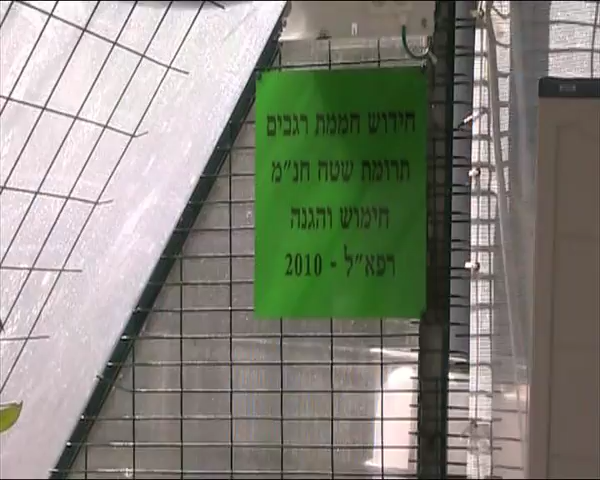 חידוש חממת רגבים
תרומת שטח חנ״מ
חימוש והגנה
רפא״ל - 2010